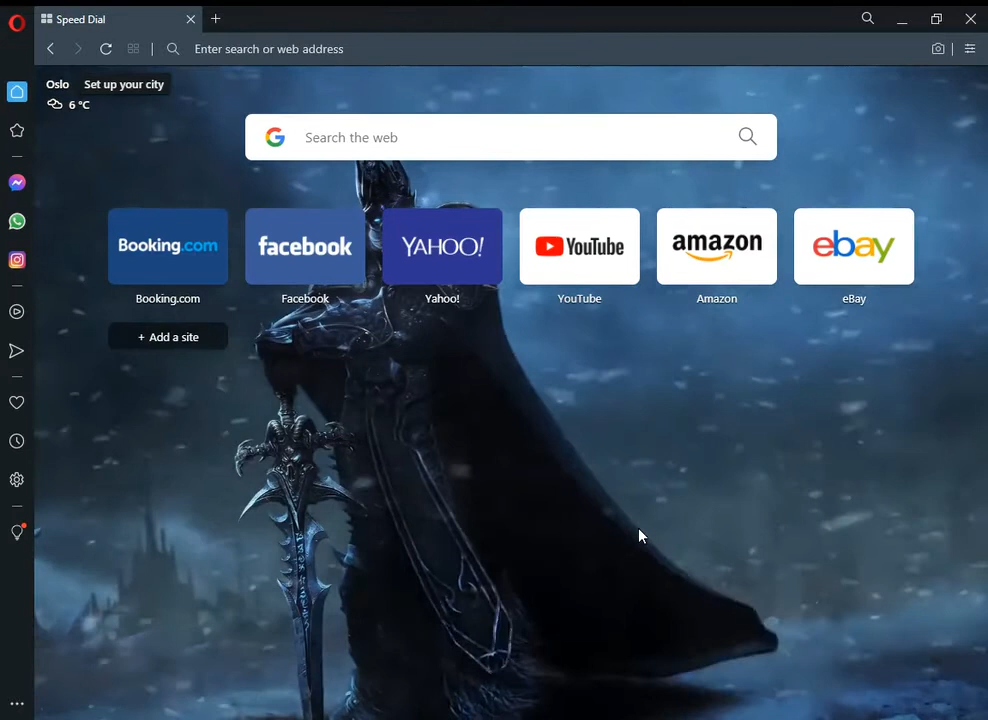 Speed Dial
Enter search or web address
Oslo Set up your city
6 °C
Search the web
Booking.com facebook YAHOO! YouTube amazon ebay
Booking.com Facebook Yahoo! YouTube Amazon eBay
+ Add a site